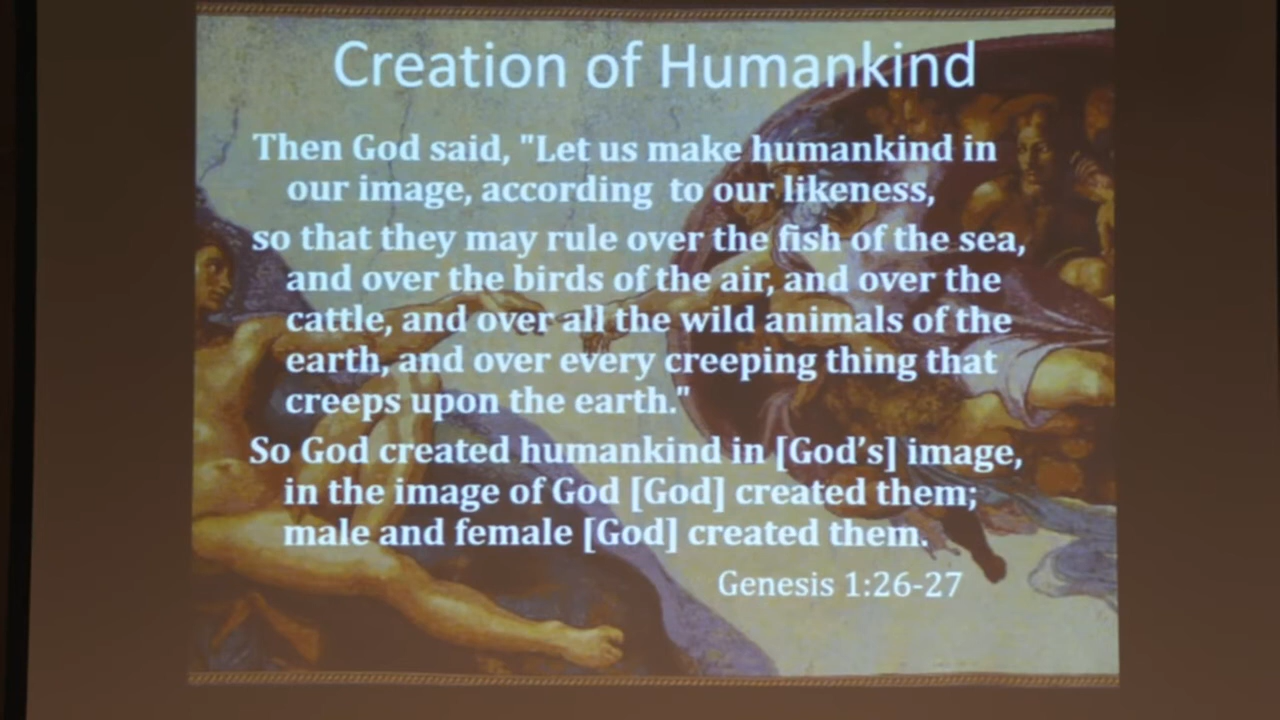 Creation of Humankind
Then God said, "Let us make humankind in
our image, according to our likeness,
so that they may rule over the fish of the sea,
and over the birds of the air, and over the
cattle, and over all the wild animals of the
earth, and over every creeping thing that
creeps upon the earth."
So God created humankind in [God’s] image,
in the image of God [God] created them;
male and female [God] created them.
Genesis 1:26-27